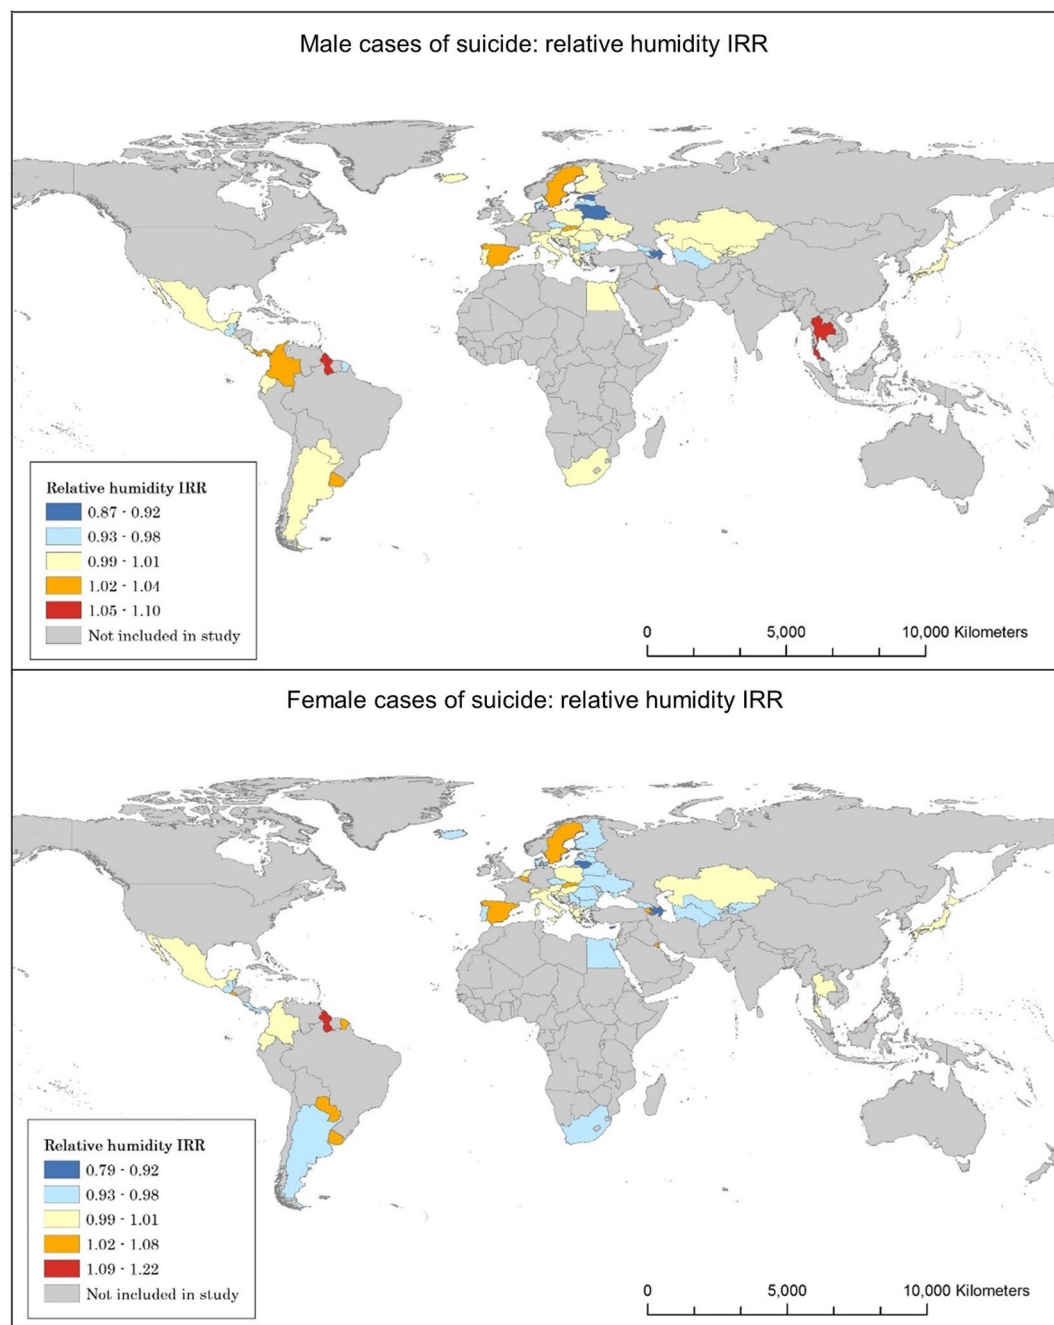 Male cases of suicide: relative humidity IRR
Relative humidity IRR
0.87 - 0.92
0.93 - 0.98
0.99 - 1.01
1.02 - 1.04
1.05 - 1.10
Not included in study
0 5,000 10,000 Kilometers
Female cases of suicide: relative humidity IRR
Relative humidity IRR
0.79 - 0.92
0.93 - 0.98
0.99 - 1.01
1.02 - 1.08
1.09 - 1.22
Not included in study
0 5,000 10,000 Kilometers